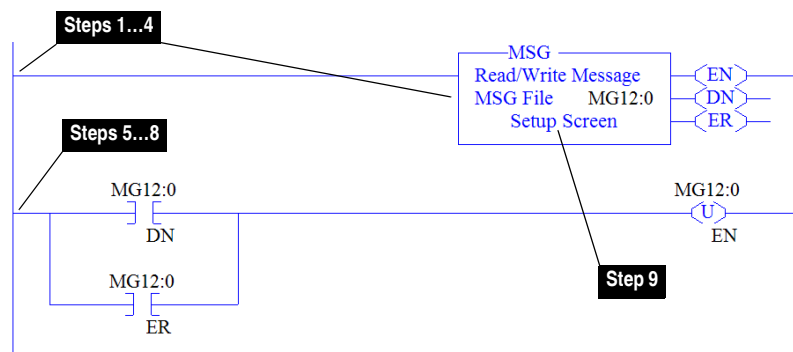 Steps 1...4
MSG
Read/Write Message
MSG File MG12:0
Setup Screen
EN
DN
ER
Steps 5...8
MG12:0
DN
MG12:0
ER
MG12:0
U
EN
Step 9